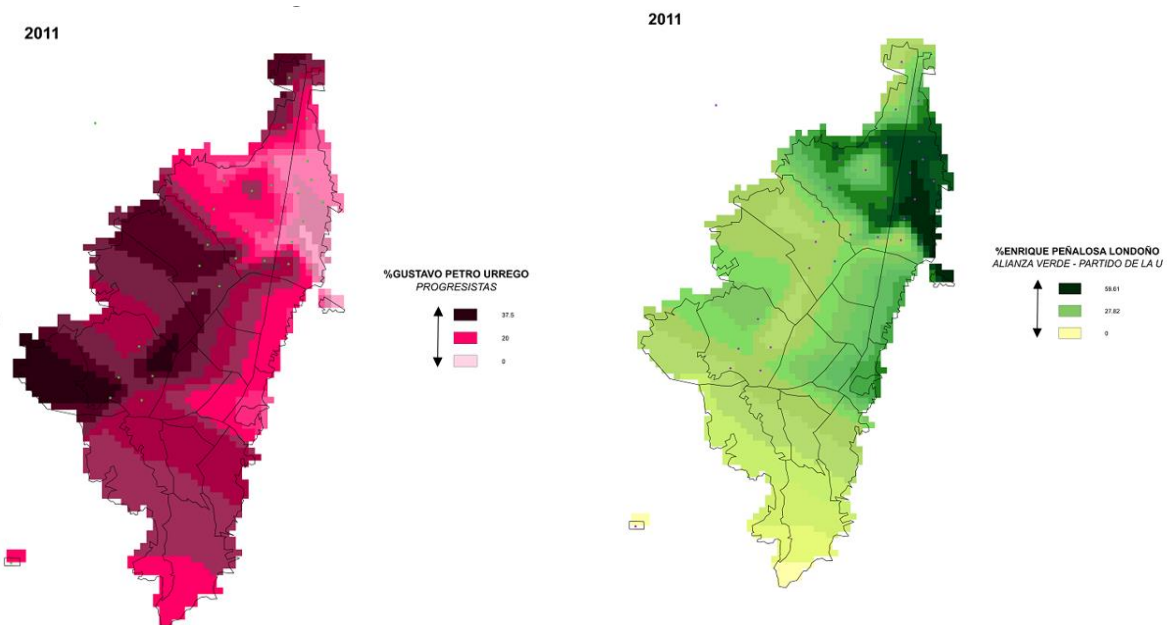 2011
%GUSTAVO PETRO URREGO
PROGRESISTAS
37.5
20
0
2011
%ENRIQUE PEÑALOSA LONDOÑO
ALIANZA VERDE - PARTIDO DE LA U
59.61
27.82
0